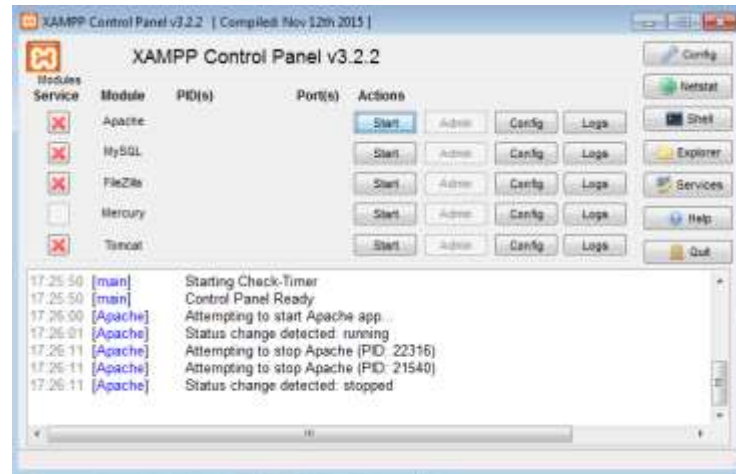 XAMPP Control Panel v3.2.2 [ Compiled: Nov 12th 2015 ]
XAMPP Control Panel v3.2.2
Config
Modules
Service Module PID(s) Port(s) Actions
Netstat
Apache Start Admin Config Logs Shell
MySQL Start Admin Config Logs Explorer
FileZilla Start Admin Config Logs Services
Mercury Start Admin Config Logs Help
Tomcat Start Admin Config Logs Quit
17:25:50 [main] Starting Check-Timer
17:25:50 [main] Control Panel Ready
17:26:00 [Apache] Attempting to start Apache app...
17:26:01 [Apache] Status change detected: running
17:26:11 [Apache] Attempting to stop Apache (PID: 22316)
17:26:11 [Apache] Attempting to stop Apache (PID: 21540)
17:26:11 [Apache] Status change detected: stopped